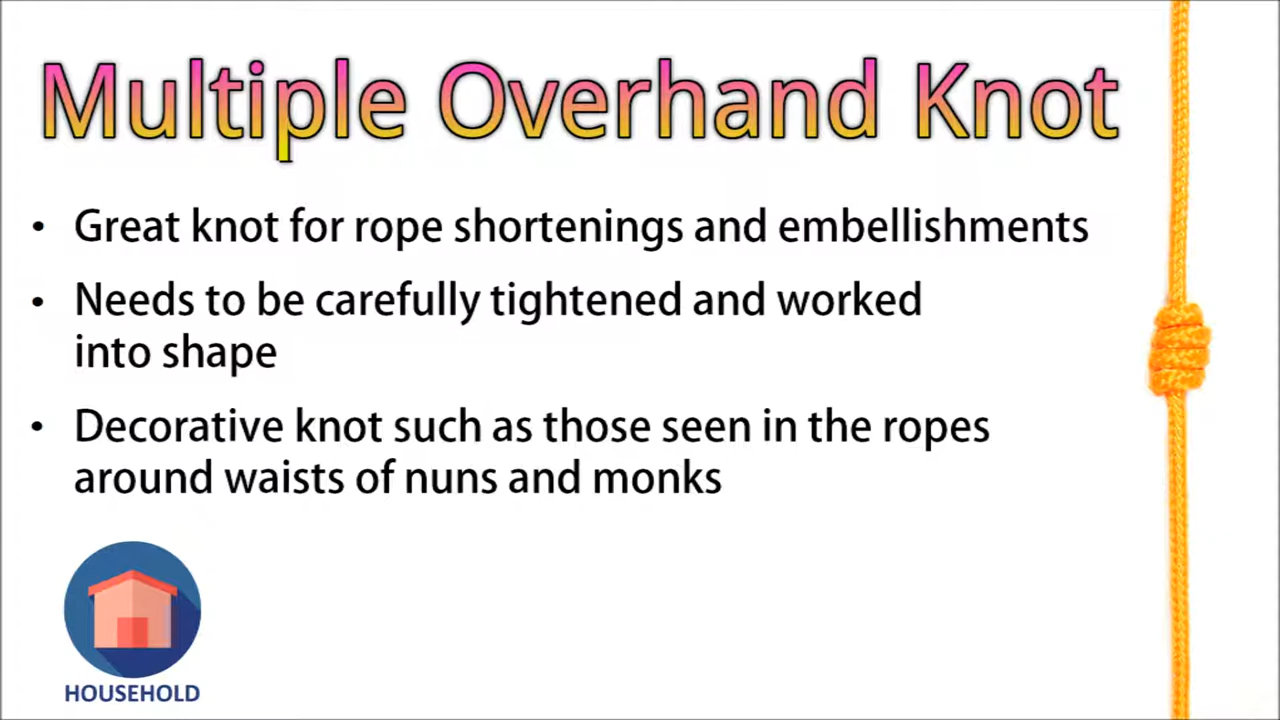 Multiple Overhand Knot
• Great knot for rope shortenings and embellishments
• Needs to be carefully tightened and worked
into shape
• Decorative knot such as those seen in the ropes
around waists of nuns and monks
HOUSEHOLD